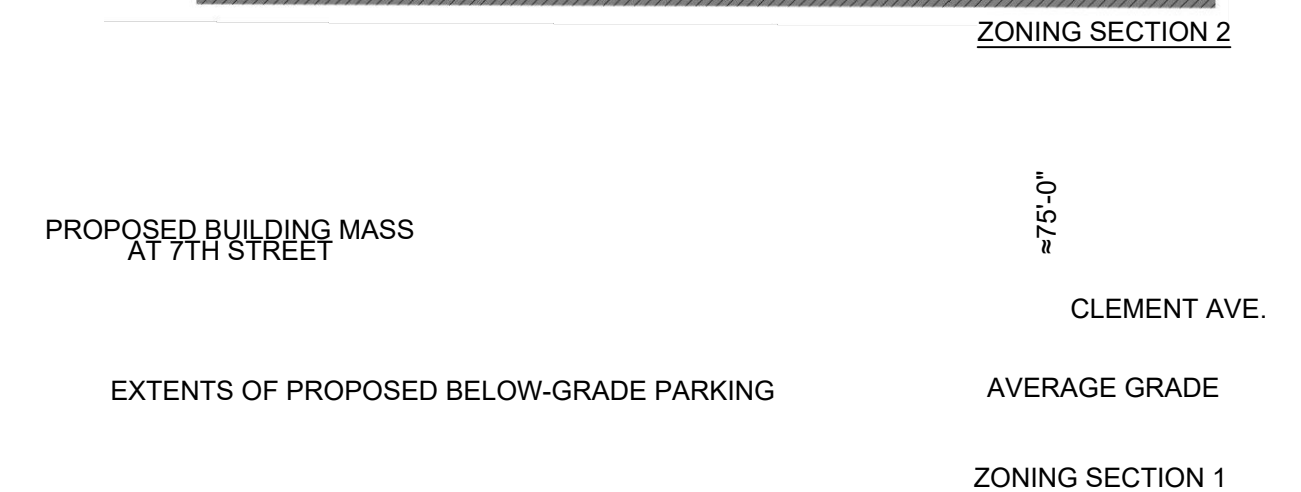 ZONING SECTION 2
≈75'-0"
PROPOSED BUILDING MASS
AT 7TH STREET
CLEMENT AVE.
EXTENTS OF PROPOSED BELOW-GRADE PARKING
AVERAGE GRADE
ZONING SECTION 1